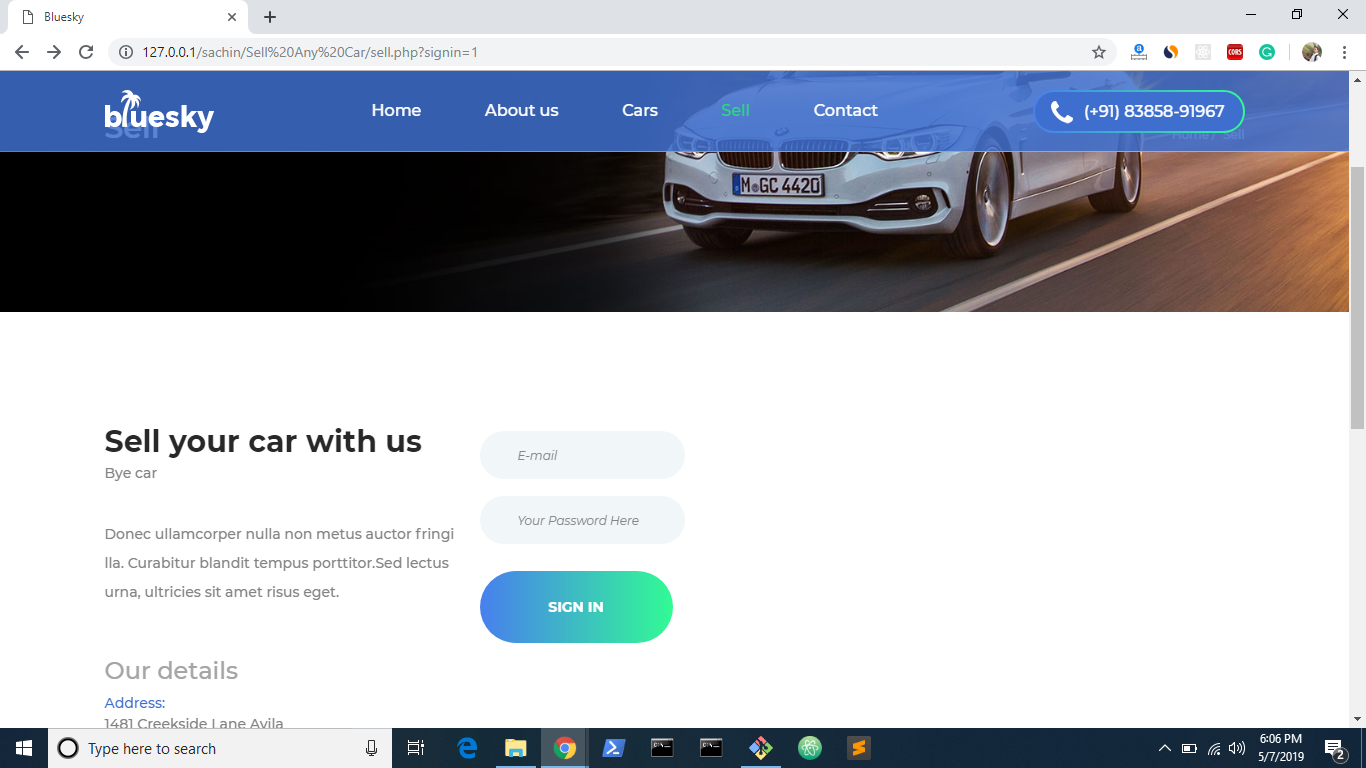 Bluesky
127.0.0.1/sachin/Sell%20Any%20Car/sell.php?signin=1
CORS
bluesky
Sell
Home
About us
Cars
Sell
Contact
(+91) 83858-91967
Home / Sell
M GC 4420
Sell your car with us
Bye car
Donec ullamcorper nulla non metus auctor fringi
lla. Curabitur blandit tempus porttitor.Sed lectus
urna, ultricies sit amet risus eget.
Our details
Address:
1481 Creekside Lane Avila
E-mail
Your Password Here
SIGN IN
Type here to search
6:06 PM
5/7/2019
2